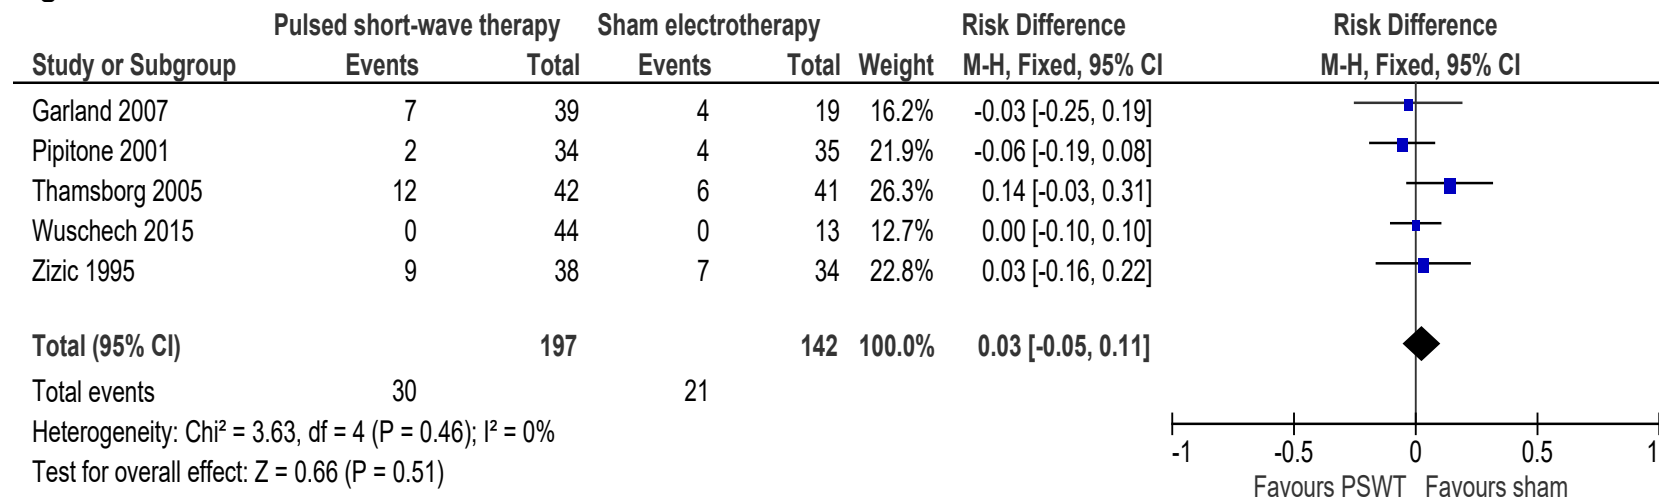 Pulsed short-wave therapy Sham electrotherapy Risk Difference Risk Difference
Study or Subgroup Events Total Events Total Weight M-H, Fixed, 95% CI M-H, Fixed, 95% CI
Garland 2007 7 39 4 19 16.2% -0.03 [-0.25, 0.19]
Pipitone 2001 2 34 4 35 21.9% -0.06 [-0.19, 0.08]
Thamsborg 2005 12 42 6 41 26.3% 0.14 [-0.03, 0.31]
Wuschech 2015 0 44 0 13 12.7% 0.00 [-0.10, 0.10]
Zizic 1995 9 38 7 34 22.8% 0.03 [-0.16, 0.22]
Total (95% CI) 197 142 100.0% 0.03 [-0.05, 0.11]
Total events 30 21
Heterogeneity: Chi² = 3.63, df = 4 (P = 0.46); I² = 0%
Test for overall effect: Z = 0.66 (P = 0.51)
-1 -0.5 0 0.5 1
Favours PSWT Favours sham